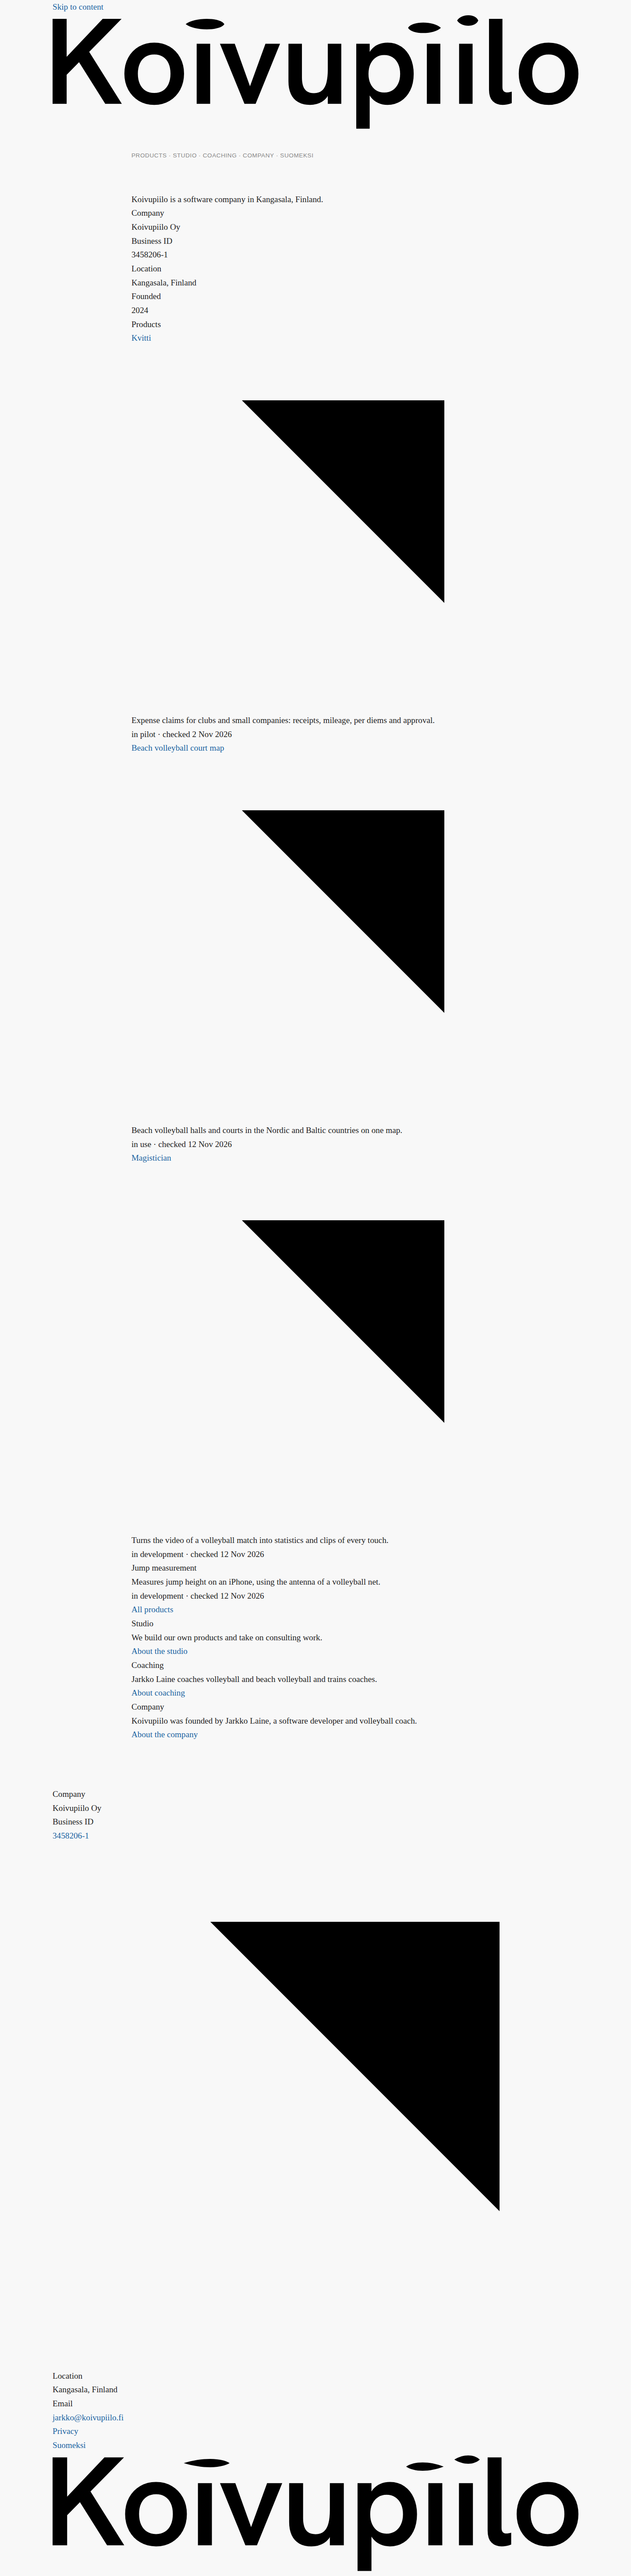 Skip to content
Koivupiilo
PRODUCTS · STUDIO · COACHING · COMPANY · SUOMEKSI
Koivupiilo is a software company in Kangasala, Finland.
Company
Koivupiilo Oy
Business ID
3458206-1
Location
Kangasala, Finland
Founded
2024
Products
Kvitti
Expense claims for clubs and small companies: receipts, mileage, per diems and approval.
in pilot · checked 2 Nov 2026
Beach volleyball court map
Beach volleyball halls and courts in the Nordic and Baltic countries on one map.
in use · checked 12 Nov 2026
Magistician
Turns the video of a volleyball match into statistics and clips of every touch.
in development · checked 12 Nov 2026
Jump measurement
Measures jump height on an iPhone, using the antenna of a volleyball net.
in development · checked 12 Nov 2026
All products
Studio
We build our own products and take on consulting work.
About the studio
Coaching
Jarkko Laine coaches volleyball and beach volleyball and trains coaches.
About coaching
Company
Koivupiilo was founded by Jarkko Laine, a software developer and volleyball coach.
About the company
Company
Koivupiilo Oy
Business ID
3458206-1
Location
Kangasala, Finland
Email
jarkko@koivupiilo.fi
Privacy
Suomeksi
Koivupiilo